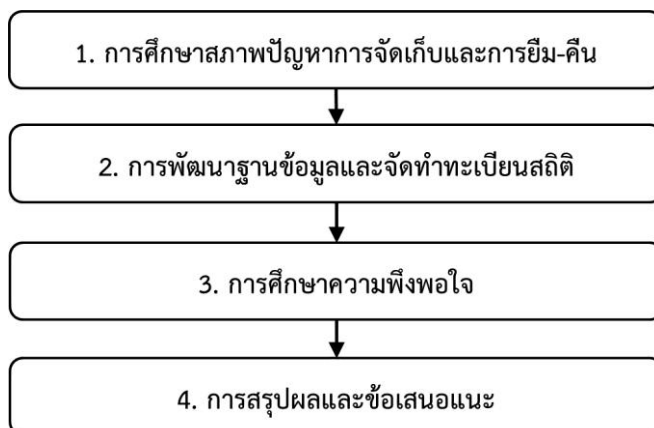 1. การศึกษาสภาพปัญหาการจัดเก็บและการยืม-คืน
2. การพัฒนาฐานข้อมูลและจัดทำทะเบียนสถิติ
3. การศึกษาความพึงพอใจ
4. การสรุปผลและข้อเสนอแนะ